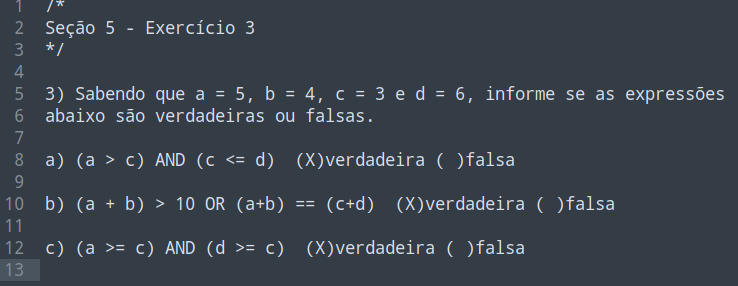 1 /*
2 Seção 5 - Exercício 3
3 */
4
5 3) Sabendo que a = 5, b = 4, c = 3 e d = 6, informe se as expressões
6 abaixo são verdadeiras ou falsas.
7
8 a) (a > c) AND (c <= d)  (X)verdadeira ( )falsa
9
10 b) (a + b) > 10 OR (a+b) == (c+d)  (X)verdadeira ( )falsa
11
12 c) (a >= c) AND (d >= c)  (X)verdadeira ( )falsa
13